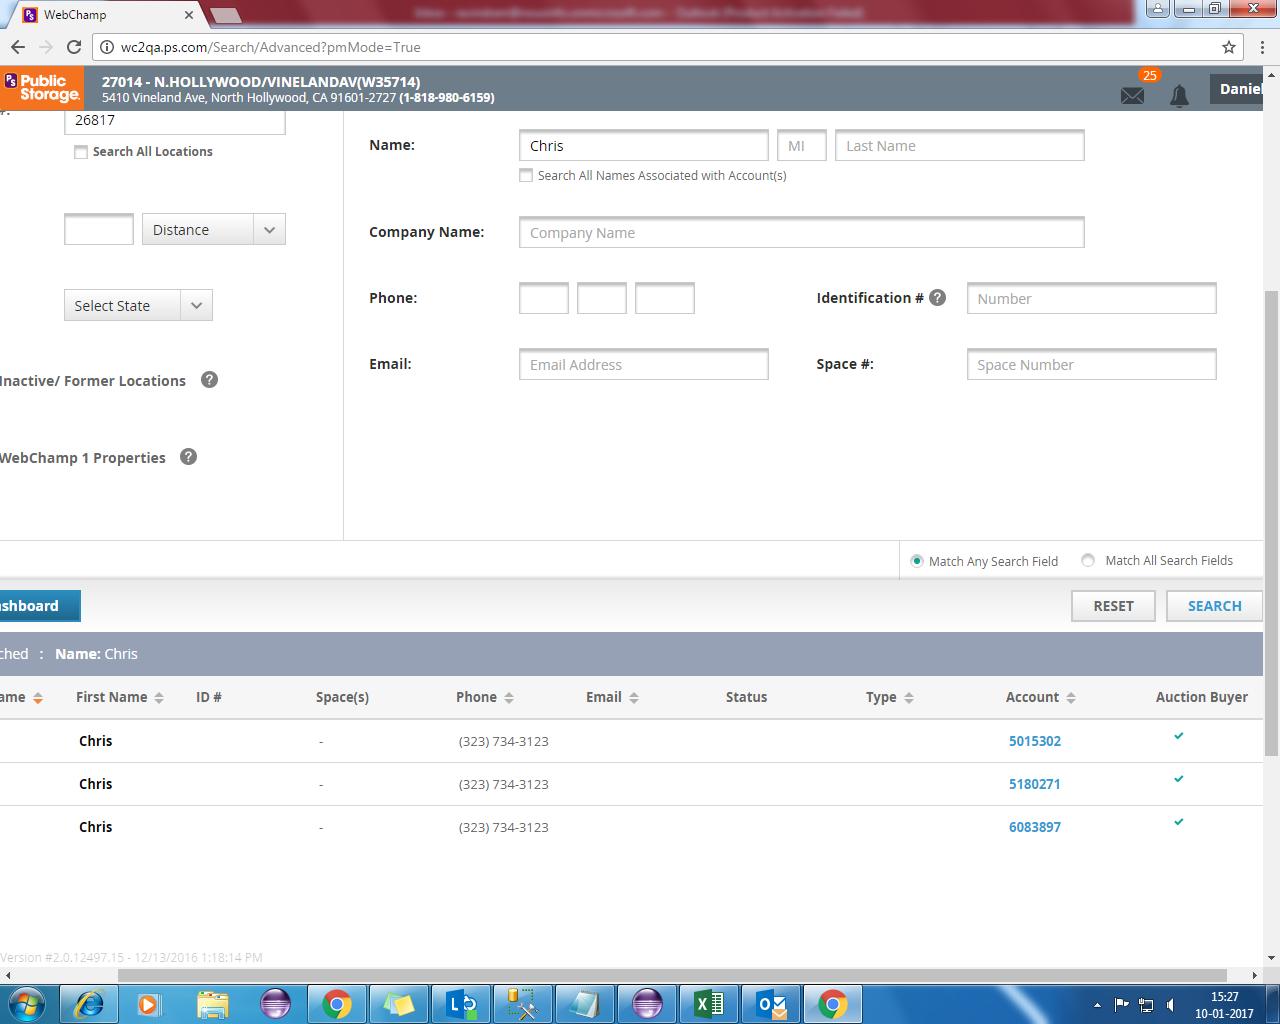 WebChamp
wc2qa.ps.com/Search/Advanced?pmMode=True
Public Storage
27014 - N.HOLLYWOOD/VINELANDAV(W35714)
5410 Vineland Ave, North Hollywood, CA 91601-2727 (1-818-980-6159)
25
Daniel
26817
Search All Locations
Distance
Select State
Inactive/ Former Locations ?
WebChamp 1 Properties ?
Name: Chris MI Last Name
Search All Names Associated with Account(s)
Company Name: Company Name
Phone: Identification # ? Number
Email: Email Address Space #: Space Number
Match Any Search Field Match All Search Fields
shboard RESET SEARCH
ched : Name: Chris
ame First Name ID # Space(s) Phone Email Status Type Account Auction Buyer
Chris - (323) 734-3123 5015302
Chris - (323) 734-3123 5180271
Chris - (323) 734-3123 6083897
Version #2.0.12497.15 - 12/13/2016 1:18:14 PM
15:27
10-01-2017